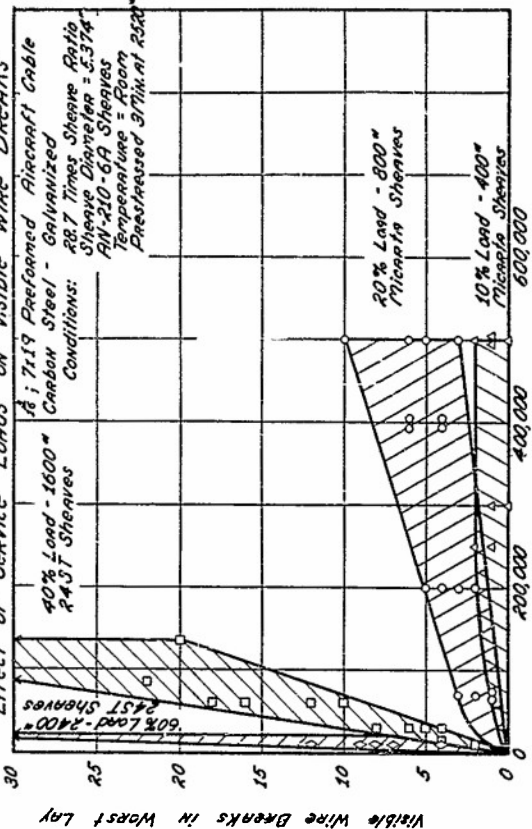 EFFECT OF SERVICE LOADS ON VISIBLE WIRE BREAKS
7x19 PREFORMED AIRCRAFT CABLE
CARBON STEEL - GALVANIZED
CONDITIONS: 28.7 TIMES SHEAVE RATIO
SHEAVE DIAMETER = 5.374"
AN-210-6A SHEAVES
TEMPERATURE = ROOM
PRESTRESSED 3 MIN. AT 2520#
40% LOAD - 1600#
24ST SHEAVES
60% LOAD - 2400#
24ST SHEAVES
20% LOAD - 800#
MICARTA SHEAVES
10% LOAD - 400#
MICARTA SHEAVES
VISIBLE WIRE BREAKS IN WORST LAY
30
25
20
15
10
5
0
0
200,000
400,000
600,000